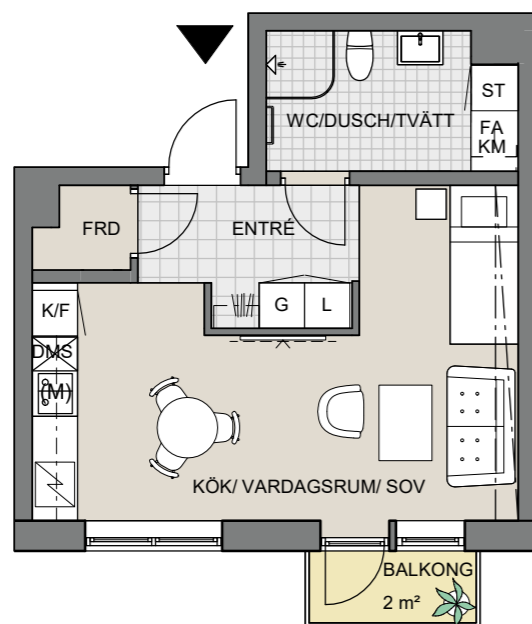 ST
WC/DUSCH/TVÄTT
FA
KM
FRD
ENTRÉ
K/F
G L
DMS
(M)
KÖK/ VARDAGSRUM/ SOV
BALKONG
2 m²